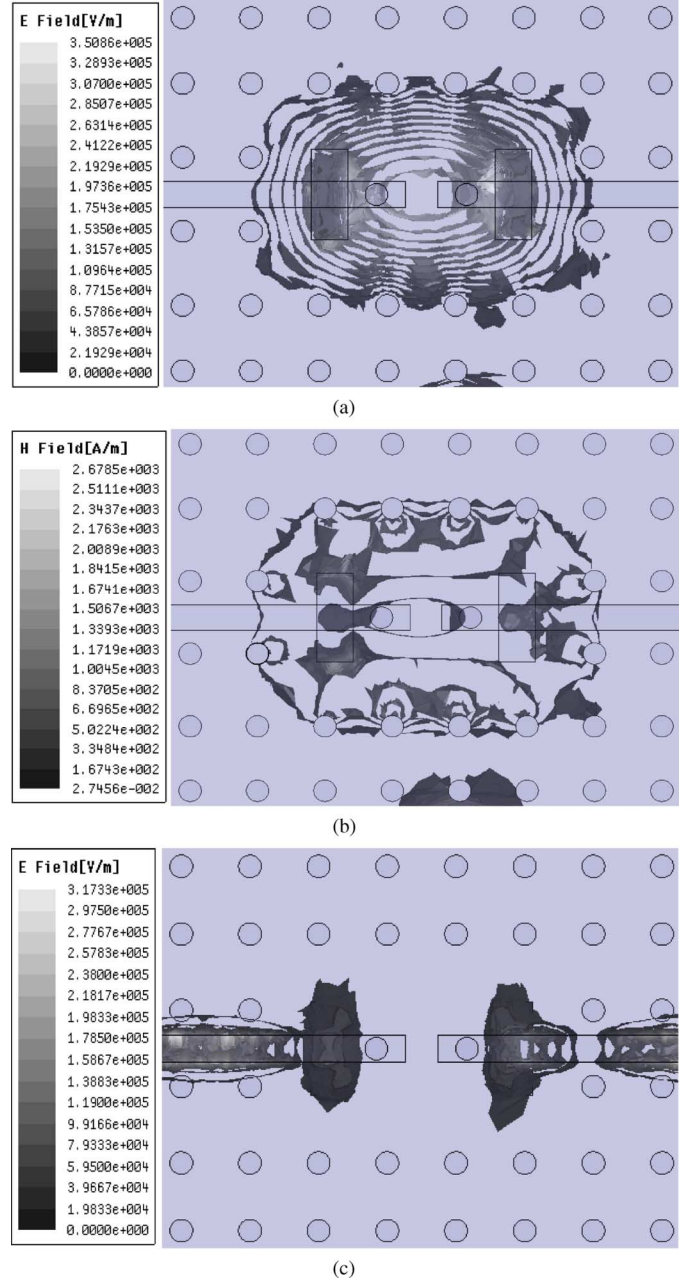 E Field[V/m]
3.5086e+005
3.2893e+005
3.0700e+005
2.8507e+005
2.6314e+005
2.4122e+005
2.1929e+005
1.9736e+005
1.7543e+005
1.5350e+005
1.3157e+005
1.0964e+005
8.7715e+004
6.5786e+004
4.3857e+004
2.1929e+004
0.0000e+000
(a)
H Field[A/m]
2.6785e+003
2.5111e+003
2.3437e+003
2.1763e+003
2.0089e+003
1.8415e+003
1.6741e+003
1.5067e+003
1.3393e+003
1.1719e+003
1.0045e+003
8.3705e+002
6.6965e+002
5.0224e+002
3.3484e+002
1.6743e+002
2.7456e-002
(b)
E Field[V/m]
3.1733e+005
2.9750e+005
2.7767e+005
2.5783e+005
2.3800e+005
2.1817e+005
1.9833e+005
1.7850e+005
1.5867e+005
1.3883e+005
1.1900e+005
9.9166e+004
7.9333e+004
5.9500e+004
3.9667e+004
1.9833e+004
0.0000e+000
(c)